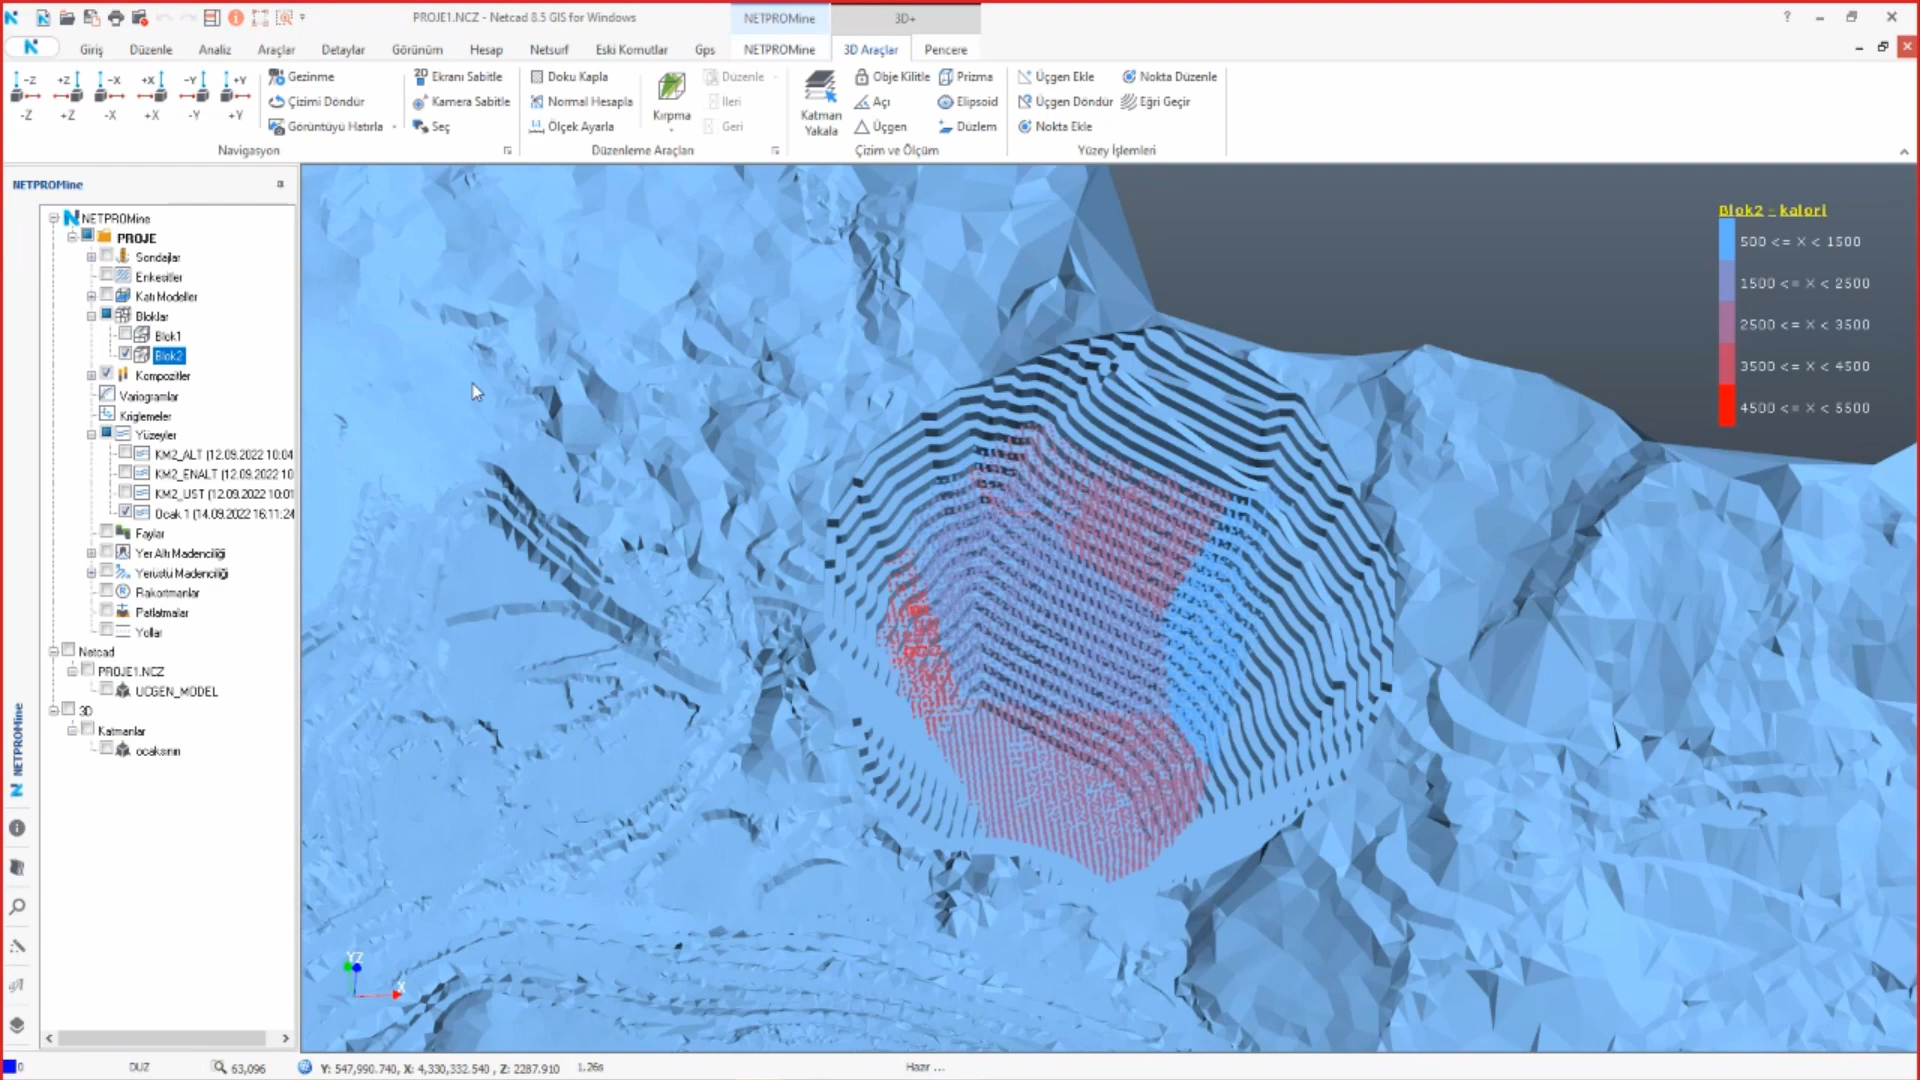 PROJE1.NCZ - Netcad 8.5 GIS for Windows
NETPROMine
3D+
Giriş
Düzenle
Analiz
Araçlar
Detaylar
Görünüm
Hesap
Netsurf
Eski Komutlar
Gps
NETPROMine
3D Araçlar
Pencere
-Z
+Z
-X
+X
-Y
+Y
-Z
+Z
-X
+X
-Y
+Y
Gezinme
Çizimi Döndür
Görüntüyü Hatırla
2D Ekranı Sabitle
Kamera Sabitle
Seç
Navigasyon
Doku Kapla
Normal Hesapla
Ölçek Ayarla
Kırpma
Düzenle
İleri
Geri
Düzenleme Araçları
Katman Yakala
Obje Kilitle
Açı
Üçgen
Prizma
Elipsoid
Düzlem
Çizim ve Ölçüm
Üçgen Ekle
Üçgen Döndür
Nokta Ekle
Nokta Düzenle
Eğri Geçir
Yüzey İşlemleri
NETPROMine
NETPROMine
PROJE
Sondajlar
Enkesitler
Katı Modeller
Bloklar
Blok1
Blok2
Kompozitler
Variogramlar
Kriglemeler
Yüzeyler
KM2_ALT (12.09.2022 10:04
KM2_ENALT (12.09.2022 10
KM2_UST (12.09.2022 10:01
Ocak 1 (14.09.2022 16:11:24
Faylar
Yer Altı Madenciliği
Yerüstü Madenciliği
Rakortmanlar
Patlatmalar
Yollar
Netcad
PROJE1.NCZ
UCGEN_MODEL
3D
Katmanlar
ocaksınırı
NETPROMine
Blok2 - kalori
500 <= X < 1500
1500 <= X < 2500
2500 <= X < 3500
3500 <= X < 4500
4500 <= X < 5500
YZ
X
0
DUZ
63,096
Y: 547,990.740, X: 4,330,332.540 , Z: 2287.910
1.26s
Hazır ...